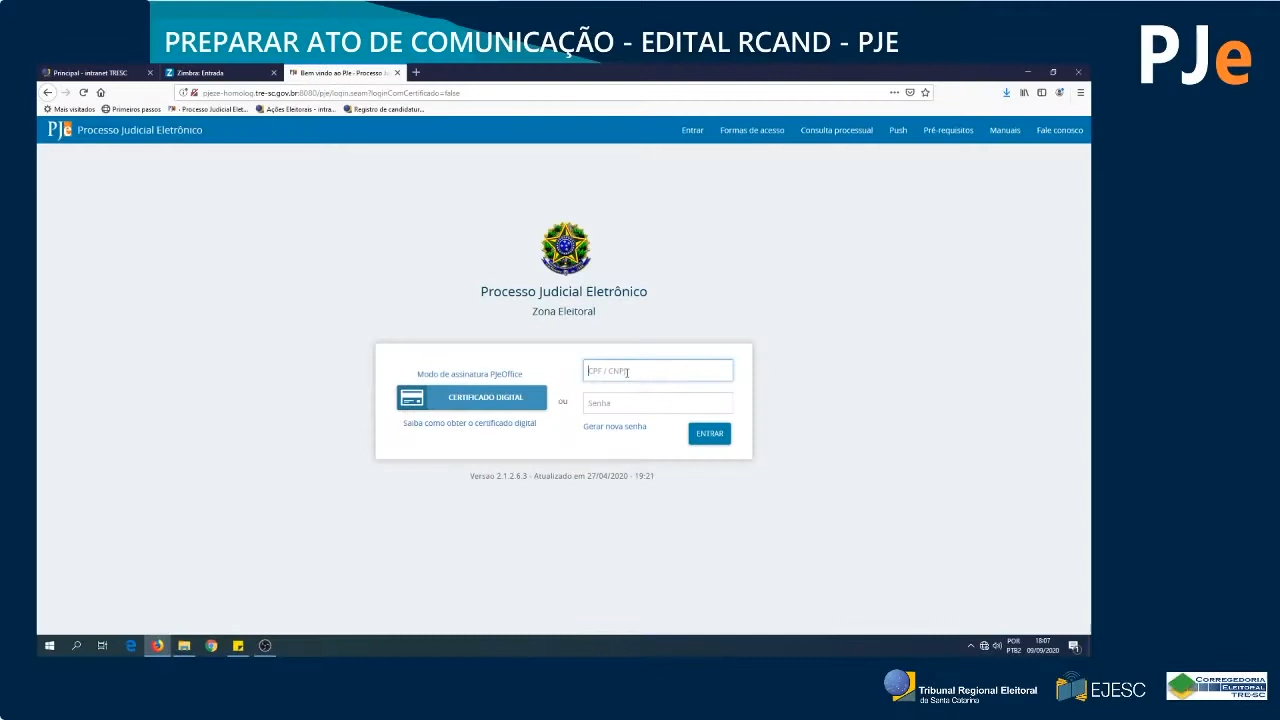 PREPARAR ATO DE COMUNICAÇÃO - EDITAL RCAND - PJE
PJe
Principal - intranet TRESC
Zimbra: Entrada
Bem vindo ao PJe - Processo Ju
pjeze-homolog.tre-sc.gov.br:8080/pje/login.seam?loginComCertificado=false
Mais visitados
Primeiros passos
- Processo Judicial Elet...
Ações Eleitorais - intra...
Registro de candidatur...
PJe Processo Judicial Eletrônico
Entrar
Formas de acesso
Consulta processual
Push
Pré-requisitos
Manuais
Fale conosco
Processo Judicial Eletrônico
Zona Eleitoral
Modo de assinatura PJeOffice
CERTIFICADO DIGITAL
Saiba como obter o certificado digital
ou
CPF / CNPJ
Senha
Gerar nova senha
ENTRAR
Versão 2.1.2.6.3 - Atualizado em 27/04/2020 - 19:21
POR
PTB2
18:07
09/09/2020
Tribunal Regional Eleitoral
de Santa Catarina
EJESC
CORREGEDORIA
ELEITORAL
TRE-SC